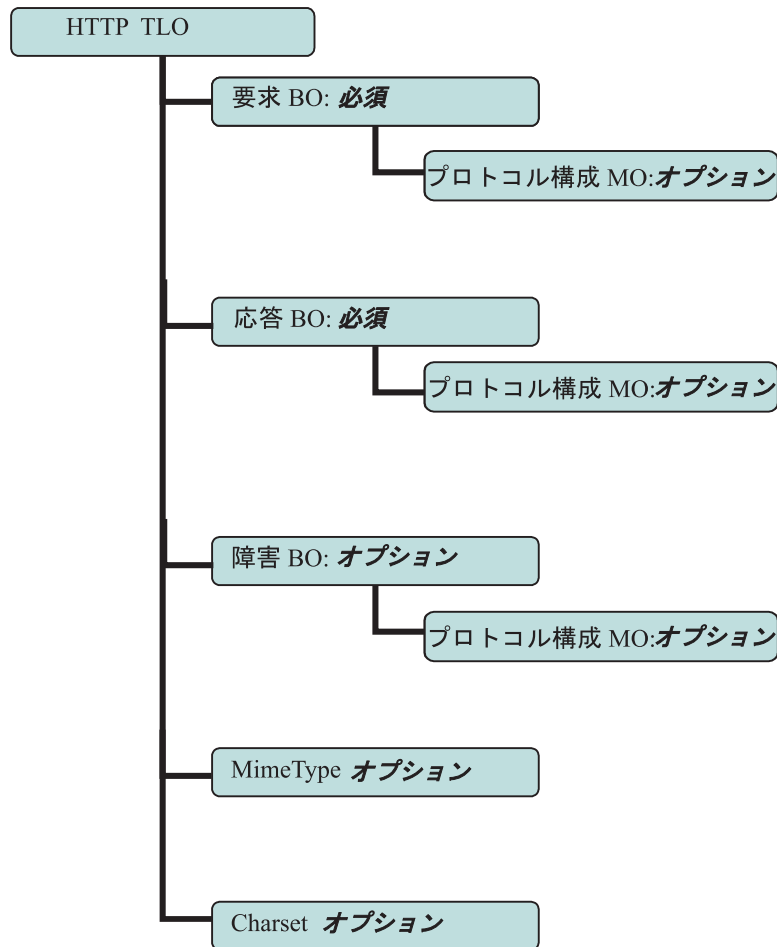 HTTP TLO
要求 BO: 必須
プロトコル構成 MO:オプション
応答 BO: 必須
プロトコル構成 MO:オプション
障害 BO: オプション
プロトコル構成 MO:オプション
MimeType オプション
Charset オプション